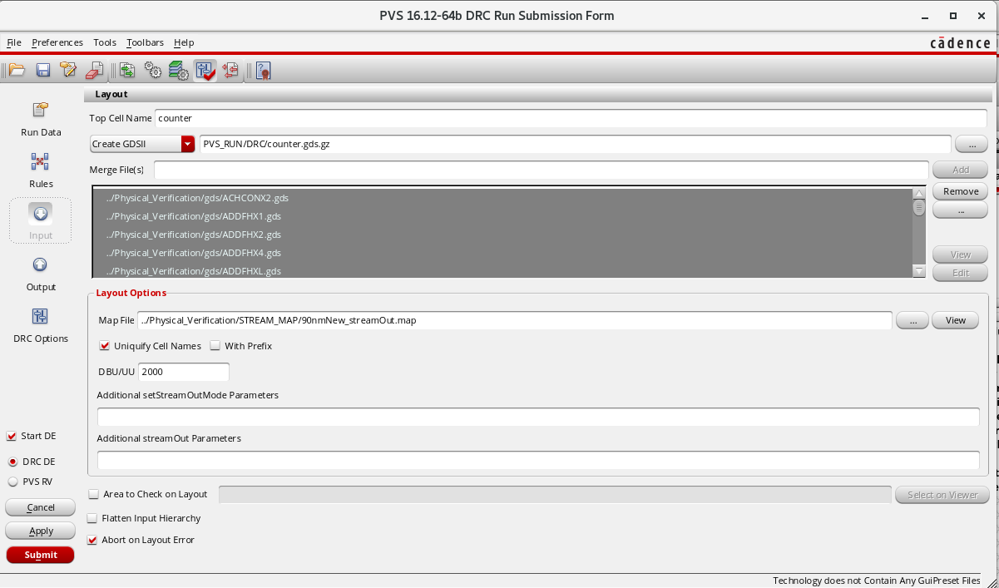 PVS 16.12-64b DRC Run Submission Form
File Preferences Tools Toolbars Help
cādence
Layout
Run Data
Rules
Input
Output
DRC Options
Top Cell Name counter
Create GDSII PVS_RUN/DRC/counter.gds.gz ...
Merge File(s) Add
../Physical_Verification/gds/ACHCONX2.gds
../Physical_Verification/gds/ADDFHX1.gds
../Physical_Verification/gds/ADDFHX2.gds
../Physical_Verification/gds/ADDFHX4.gds
../Physical_Verification/gds/ADDFHXL.gds
Remove
...
View
Edit
Layout Options
Map File ../Physical_Verification/STREAM_MAP/90nmNew_streamOut.map ... View
Uniquify Cell Names With Prefix
DBU/UU 2000
Additional setStreamOutMode Parameters
Additional streamOut Parameters
Area to Check on Layout Select on Viewer
Flatten Input Hierarchy
Abort on Layout Error
Start DE
DRC DE
PVS RV
Cancel
Apply
Submit
Technology does not Contain Any GuiPreset Files